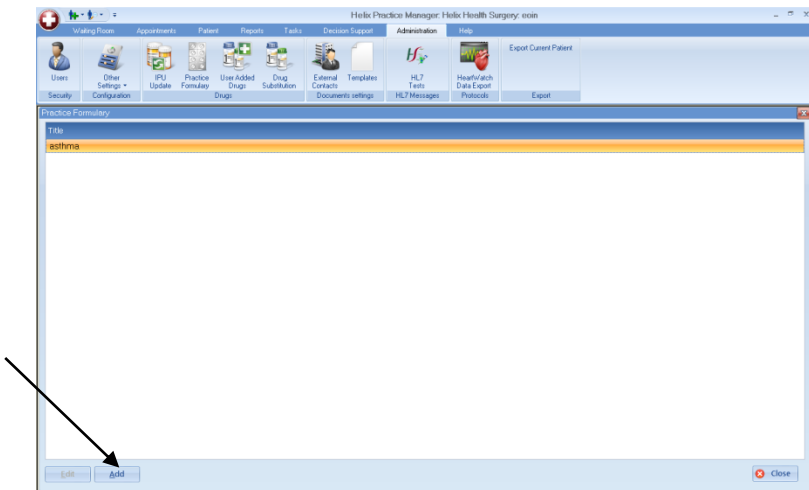 Helix Practice Manager: Helix Health Surgery: eoin
Waiting Room Appointments Patient Reports Tasks Decision Support Administration Help
Users
Other Settings
IPU Update
Practice Formulary
User Added Drugs
Drug Substitution
External Contacts
Templates
HL7 Tests
HeartWatch Data Export
Export Current Patient
Security Configuration Drugs Documents settings HL7 Messages Protocols Export
Practice Formulary
Title
asthma
Edit Add Close